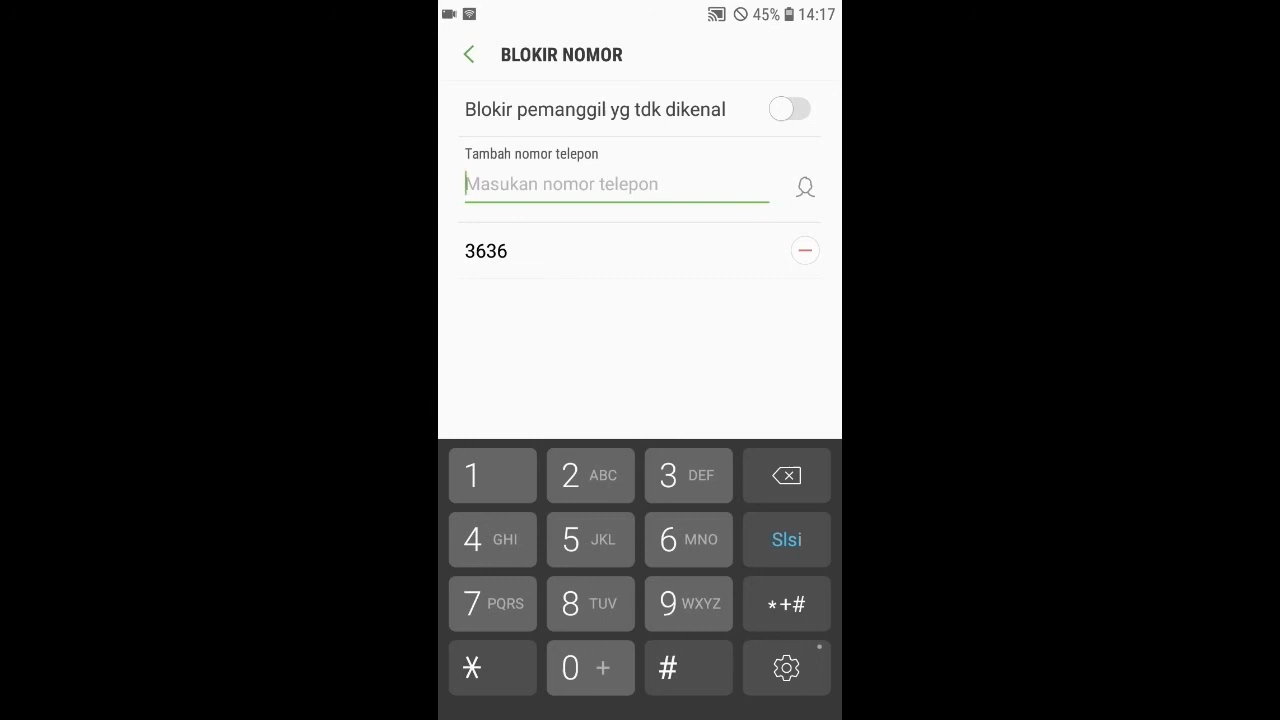 45% 14:17
BLOKIR NOMOR
Blokir pemanggil yg tdk dikenal
Tambah nomor telepon
Masukan nomor telepon
3636
1 2 ABC 3 DEF
4 GHI 5 JKL 6 MNO Slsi
7 PQRS 8 TUV 9 WXYZ *+#
* 0 + #